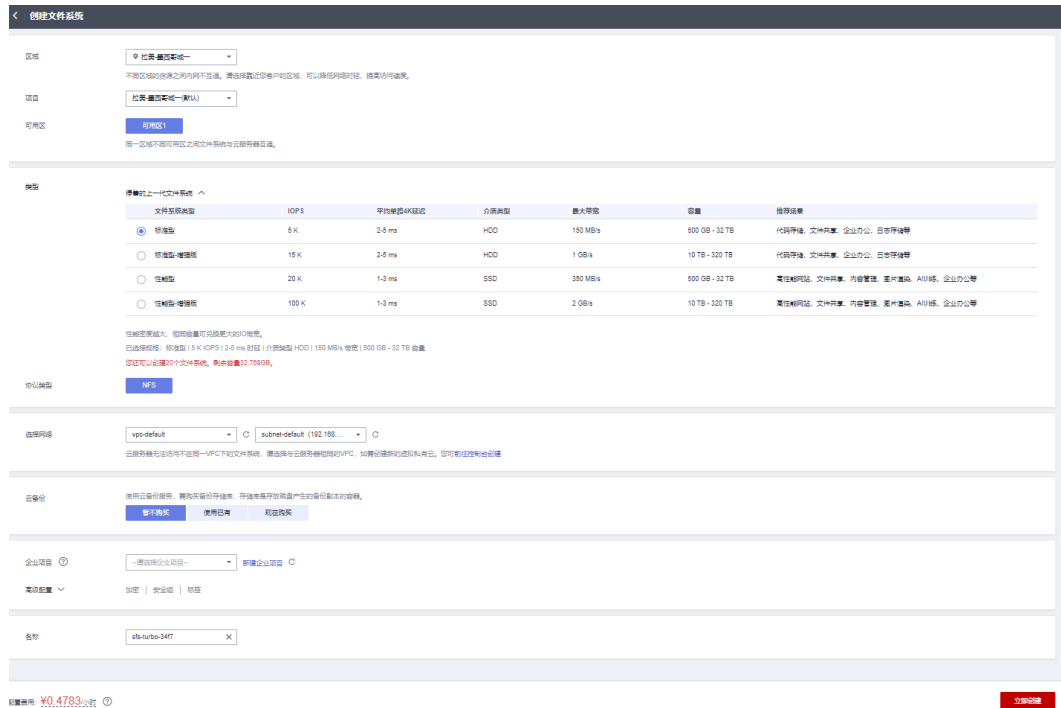 创建文件系统
区域
拉美-墨西哥城一
不同区域的资源之间内网不互通。请选择靠近您客户的区域，可以降低网络时延、提高访问速度。
项目
拉美-墨西哥城一(默认)
可用区
可用区1
同一区域不同可用区之间文件系统与云服务器互通。
类型
停售的上一代文件系统
文件系统类型 IOPS 平均单路4K延迟 介质类型 最大带宽 容量 推荐场景
标准型 5 K 2-5 ms HDD 150 MB/s 500 GB - 32 TB 代码存储、文件共享、企业办公、日志存储等
标准型-增强版 15 K 2-5 ms HDD 1 GB/s 10 TB - 320 TB 代码存储、文件共享、企业办公、日志存储等
性能型 20 K 1-3 ms SSD 350 MB/s 500 GB - 32 TB 高性能网站、文件共享、内容管理、图片渲染、AI训练、企业办公等
性能型-增强版 100 K 1-3 ms SSD 2 GB/s 10 TB - 320 TB 高性能网站、文件共享、内容管理、图片渲染、AI训练、企业办公等
性能密度越大，相同容量可兑换更大的IO带宽。
已选择规格：标准型 | 5 K IOPS | 2-5 ms 时延 | 介质类型 HDD | 150 MB/s 带宽 | 500 GB - 32 TB 容量
您还可以创建20个文件系统。剩余容量32,768GB。
协议类型
NFS
选择网络
vpc-default subnet-default（192.168....
云服务器无法访问不在同一VPC下的文件系统，请选择与云服务器相同的VPC，如需创建新的虚拟私有云。您可前往控制台创建
云备份
使用云备份服务，需购买备份存储库，存储库是存放磁盘产生的备份副本的容器。
暂不购买 使用已有 现在购买
企业项目 ?
--请选择企业项目-- 新建企业项目
高级配置
加密 | 安全组 | 标签
名称
sfs-turbo-34f7
配置费用: ¥0.4783/小时 ?
立即创建